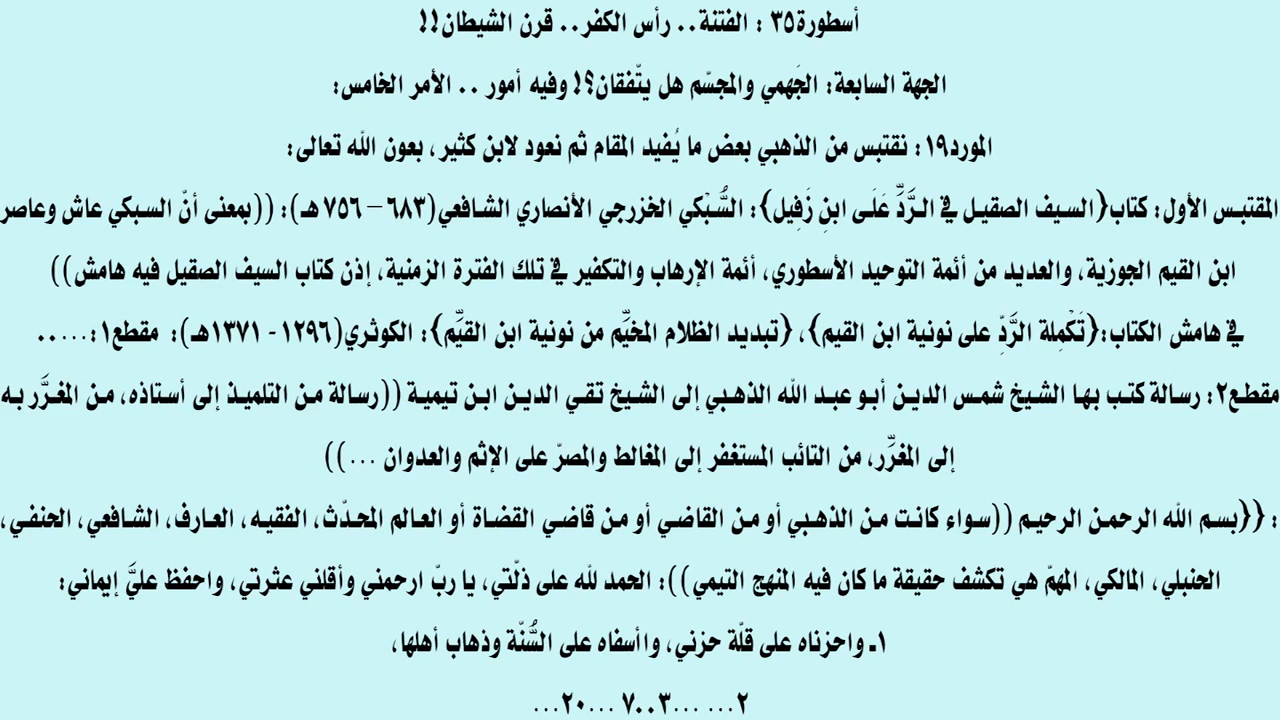 أسطورة٣٥ : الفتنة.. رأس الكفر.. قرن الشيطان!!
الجهة السابعة: الجَهمي والمجسّم هل يتّفقان؟! وفيه أمور .. الأمر الخامس:
المورد١٩: نقتبس من الذهبي بعض ما يُفيد المقام ثم نعود لابن كثير، بعون الله تعالى:
المقتبس الأول: كتاب{السيف الصقيل في الرَّدِّ عَلَى ابنِ زَفِيل}: السُّبْكي الخزرجي الأنصاري الشافعي(٦٨٣ – ٧٥٦ هـ): ((بمعنى أنّ السبكي عاش وعاصر
ابن القيم الجوزية، والعديد من أئمة التوحيد الأسطوري، أئمة الإرهاب والتكفير في تلك الفترة الزمنية، إذن كتاب السيف الصقيل فيه هامش))
في هامش الكتاب:{تَكْمِلة الرَّدِّ على نونية ابن القيم}، {تبديد الظلام المخيِّم من نونية ابن القيِّم}: الكوثري(١٢٩٦ - ١٣٧١هـ): مقطع١:.....
مقطع٢: رسالة كتب بها الشيخ شمس الدين أبو عبد الله الذهبي إلى الشيخ تقي الدين ابن تيمية ((رسالة من التلميذ إلى أستاذه، من المغرَّر به
إلى المغرِّر، من التائب المستغفر إلى المغالط والمصرّ على الإثم والعدوان ...))
: {{بسم الله الرحمن الرحيم ((سواء كانت من الذهبي أو من القاضي أو من قاضي القضاة أو العالم المحدّث، الفقيه، العارف، الشافعي، الحنفي،
الحنبلي، المالكي، المهمّ هي تكشف حقيقة ما كان فيه المنهج التيمي)): الحمد لله على ذلّتي، يا ربّ ارحمني وأقلني عثرتي، واحفظ عليَّ إيماني:
١ـ واحزناه على قلّة حزني، واأسفاه على السُّنّة وذهاب أهلها،
٢... ...٣...٧ ...٢٠...